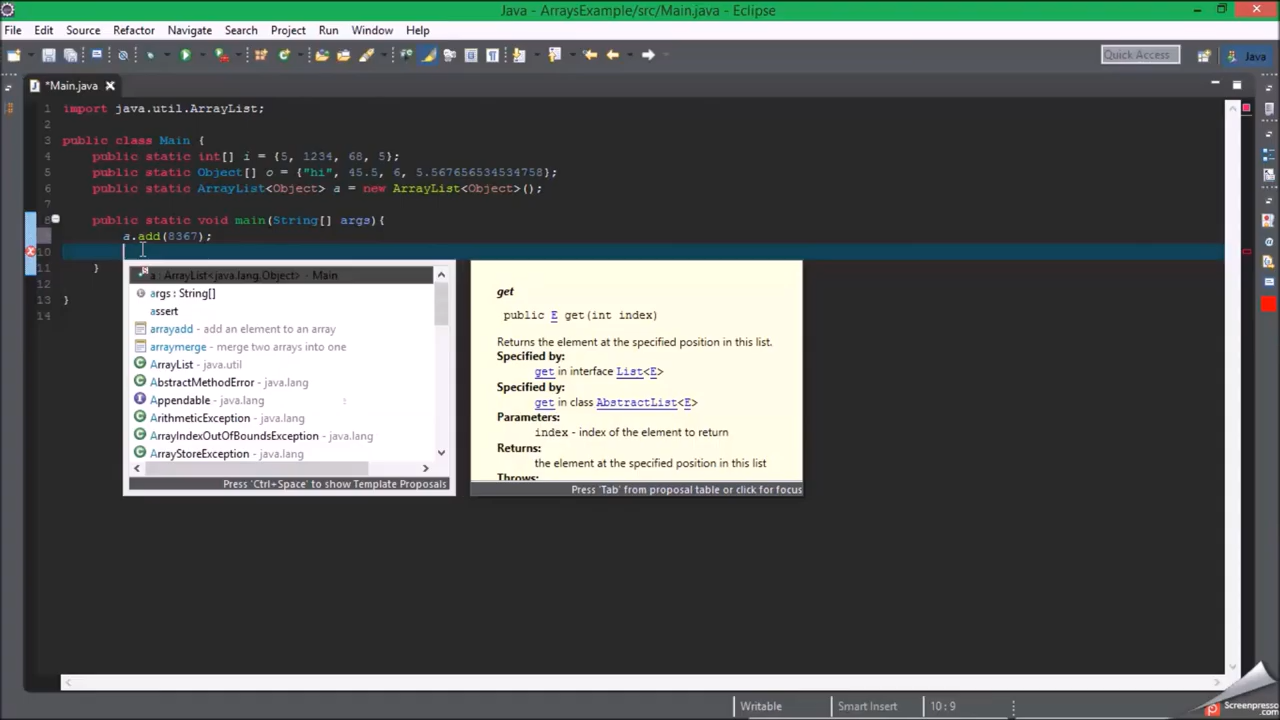 Java - ArraysExample/src/Main.java - Eclipse
File Edit Source Refactor Navigate Search Project Run Window Help
Quick Access
Java
*Main.java
1 import java.util.ArrayList;
2
3 public class Main {
4 public static int[] i = {5, 1234, 68, 5};
5 public static Object[] o = {"hi", 45.5, 6, 5.567656534534758};
6 public static ArrayList<Object> a = new ArrayList<Object>();
7
8 public static void main(String[] args){
a.add(8367);
10
11 }
12
13 }
14
a : ArrayList<java.lang.Object> - Main
args : String[]
assert
arrayadd - add an element to an array
arraymerge - merge two arrays into one
ArrayList - java.util
AbstractMethodError - java.lang
Appendable - java.lang
ArithmeticException - java.lang
ArrayIndexOutOfBoundsException - java.lang
ArrayStoreException - java.lang
Press 'Ctrl+Space' to show Template Proposals
get
public E get(int index)
Returns the element at the specified position in this list.
Specified by:
get in interface List<E>
Specified by:
get in class AbstractList<E>
Parameters:
index - index of the element to return
Returns:
the element at the specified position in this list
Throws:
Press 'Tab' from proposal table or click for focus
Writable Smart Insert 10 : 9
Screenpresso
.com